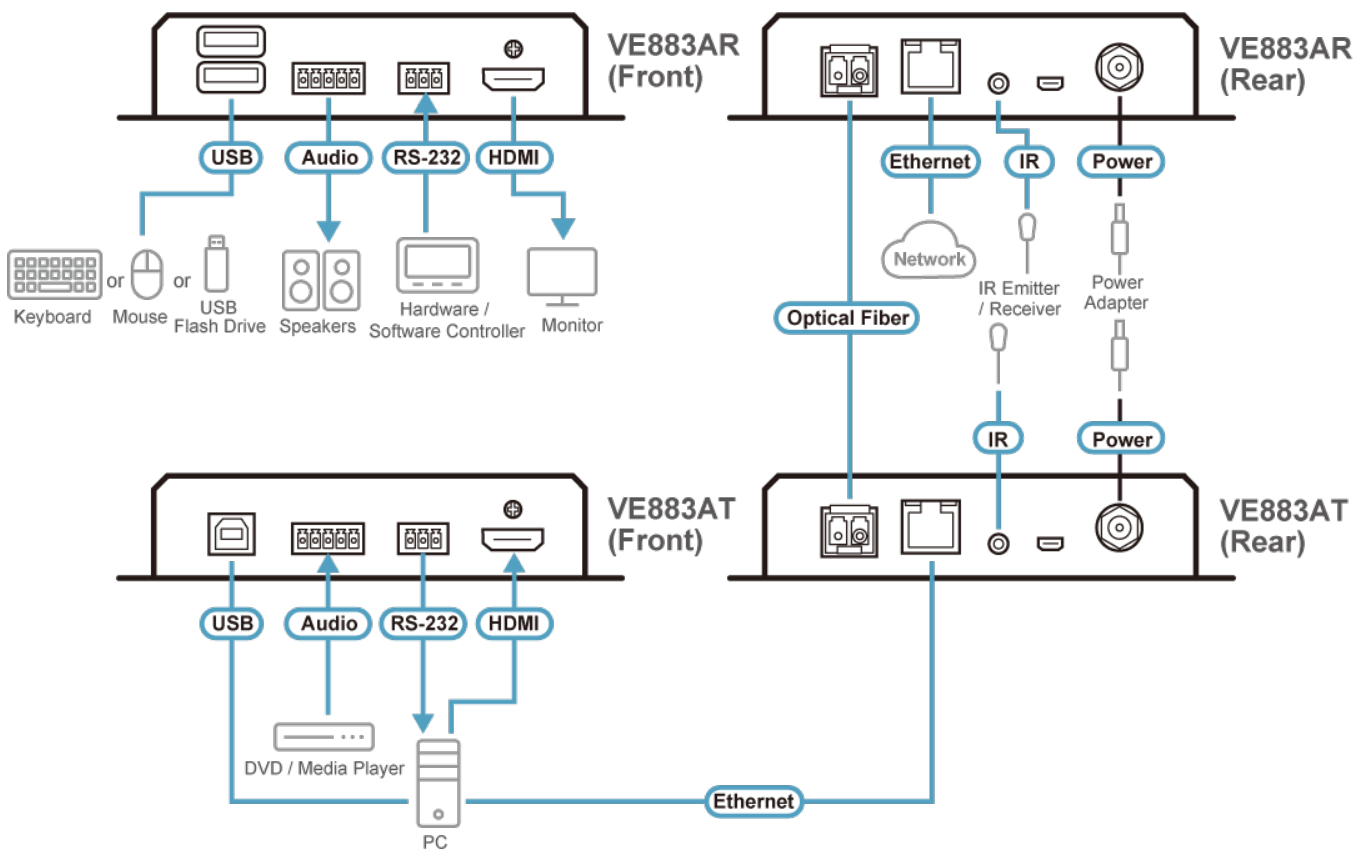 VE883AR
(Front)
USB
Audio
RS-232
HDMI
Keyboard
or
Mouse
or
USB
Flash Drive
Speakers
Hardware /
Software Controller
Monitor
VE883AR
(Rear)
Ethernet
IR
Power
Network
IR Emitter
/ Receiver
Power
Adapter
Optical Fiber
IR
Power
VE883AT
(Front)
USB
Audio
RS-232
HDMI
DVD / Media Player
PC
VE883AT
(Rear)
Ethernet